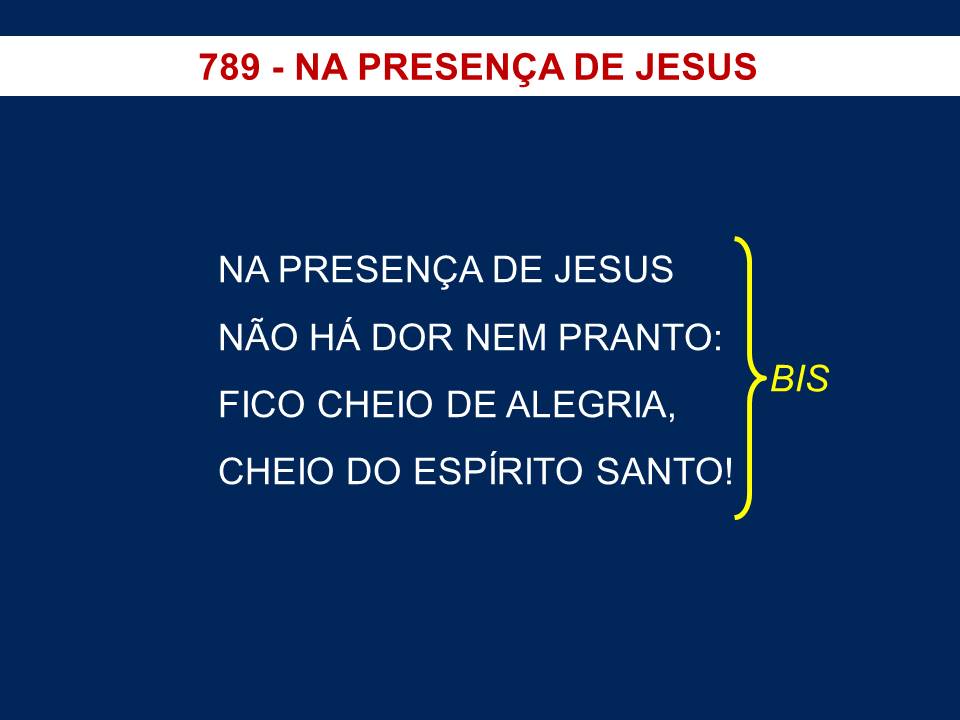 789 - NA PRESENÇA DE JESUS
NA PRESENÇA DE JESUS
NÃO HÁ DOR NEM PRANTO:
FICO CHEIO DE ALEGRIA,
CHEIO DO ESPÍRITO SANTO!
BIS